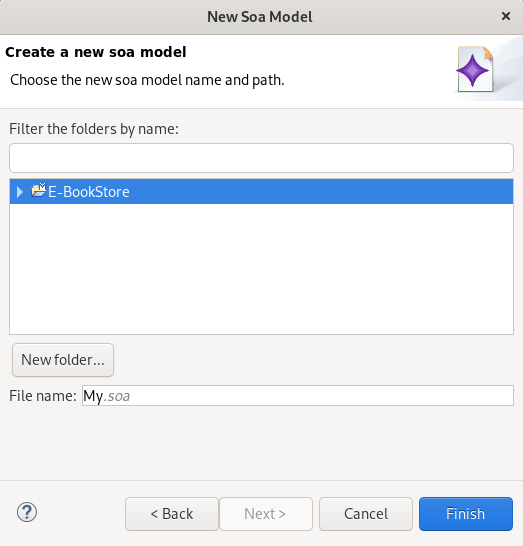 New Soa Model
Create a new soa model
Choose the new soa model name and path.
Filter the folders by name:
E-BookStore
New folder...
File name: My.soa
< Back Next > Cancel Finish